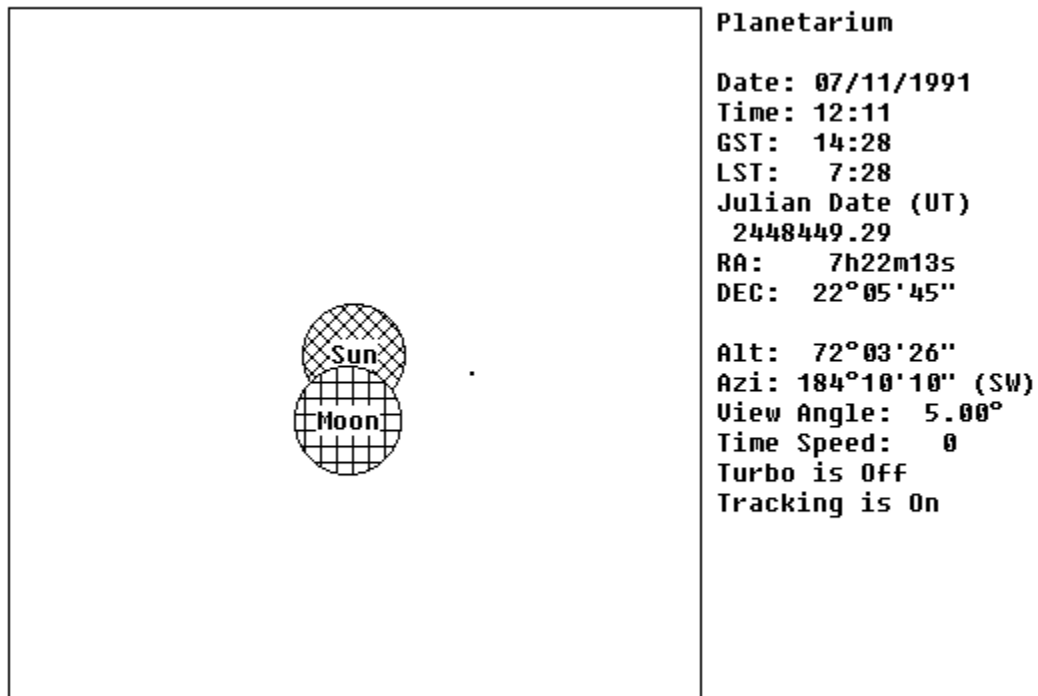 Planetarium
Date: 07/11/1991
Time: 12:11
GST: 14:28
LST: 7:28
Julian Date (UT)
2448449.29
RA: 7h22m13s
DEC: 22°05'45"
Sun
Alt: 72°03'26"
Azi: 184°10'10" (SW)
Moon
View Angle: 5.00°
Time Speed: 0
Turbo is Off
Tracking is On